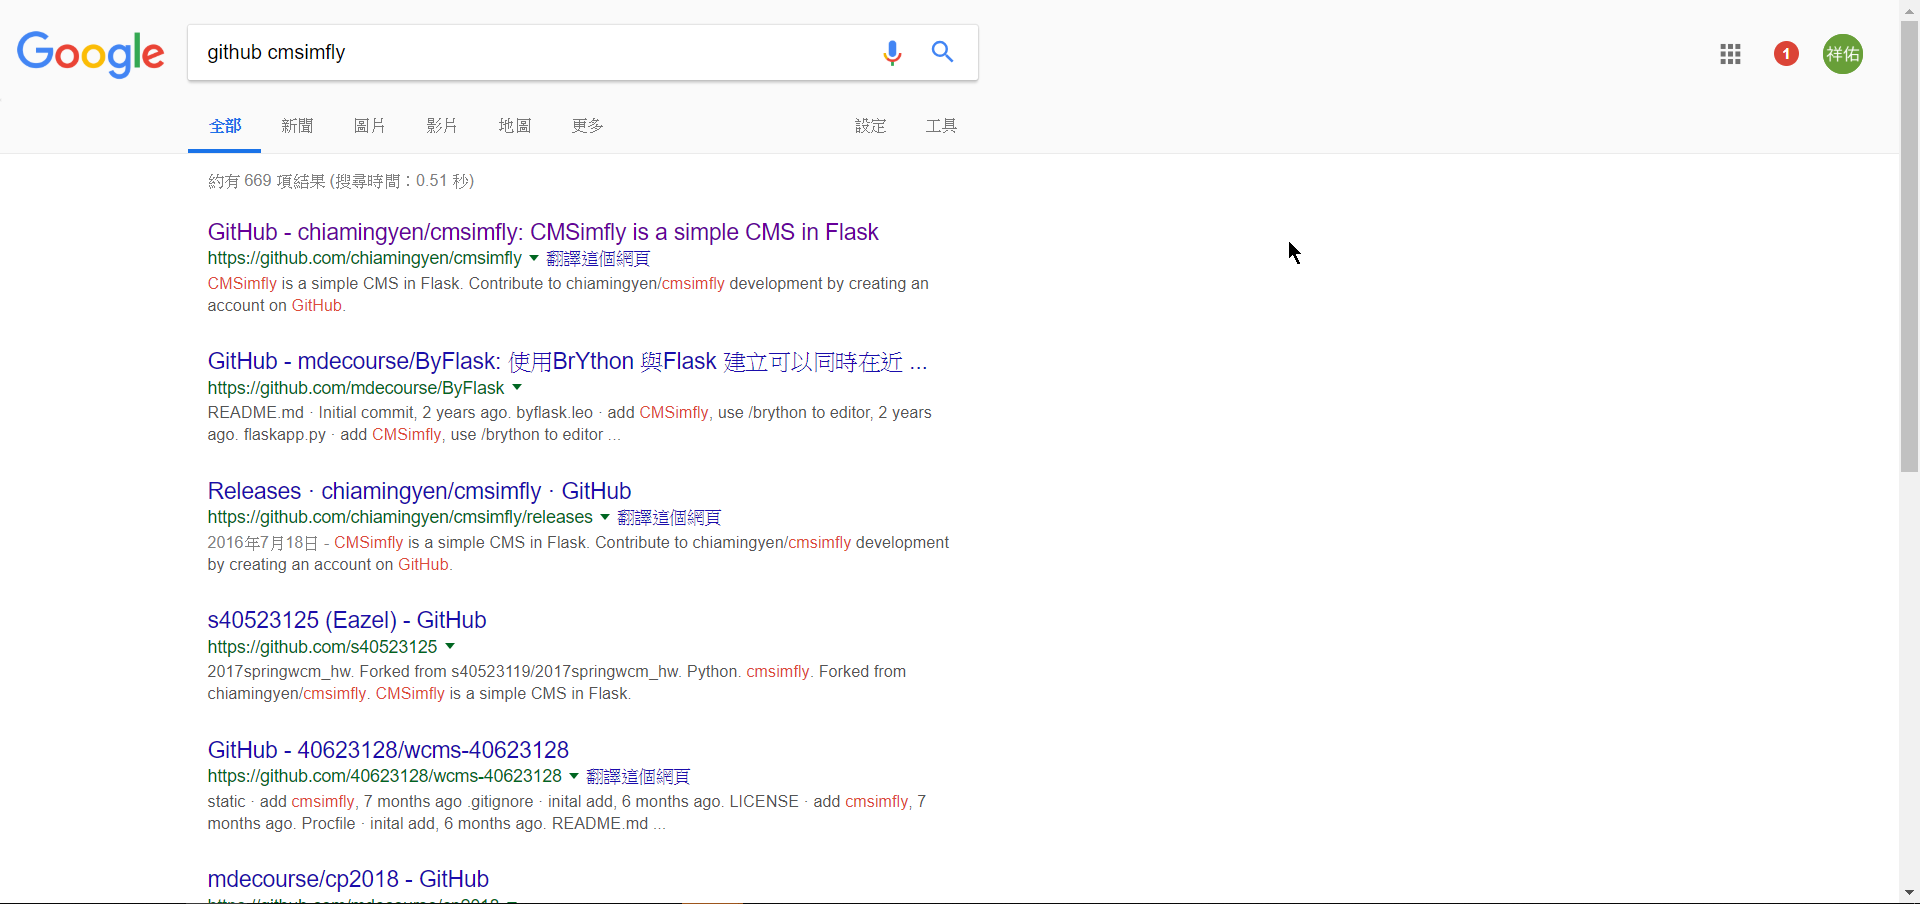 Google
github cmsimfly
1
祥佑
全部 新聞 圖片 影片 地圖 更多 設定 工具
約有 669 項結果 (搜尋時間：0.51 秒)
GitHub - chiamingyen/cmsimfly: CMSimfly is a simple CMS in Flask
https://github.com/chiamingyen/cmsimfly 翻譯這個網頁
CMSimfly is a simple CMS in Flask. Contribute to chiamingyen/cmsimfly development by creating an
account on GitHub.
GitHub - mdecourse/ByFlask: 使用BrYthon 與Flask 建立可以同時在近 ...
https://github.com/mdecourse/ByFlask
README.md · Initial commit, 2 years ago. byflask.leo · add CMSimfly, use /brython to editor, 2 years
ago. flaskapp.py · add CMSimfly, use /brython to editor ...
Releases · chiamingyen/cmsimfly · GitHub
https://github.com/chiamingyen/cmsimfly/releases 翻譯這個網頁
2016年7月18日 - CMSimfly is a simple CMS in Flask. Contribute to chiamingyen/cmsimfly development
by creating an account on GitHub.
s40523125 (Eazel) - GitHub
https://github.com/s40523125
2017springwcm_hw. Forked from s40523119/2017springwcm_hw. Python. cmsimfly. Forked from
chiamingyen/cmsimfly. CMSimfly is a simple CMS in Flask.
GitHub - 40623128/wcms-40623128
https://github.com/40623128/wcms-40623128 翻譯這個網頁
static · add cmsimfly, 7 months ago .gitignore · inital add, 6 months ago. LICENSE · add cmsimfly, 7
months ago. Procfile · inital add, 6 months ago. README.md ...
mdecourse/cp2018 - GitHub
https://github.com/mdecourse/cp2018